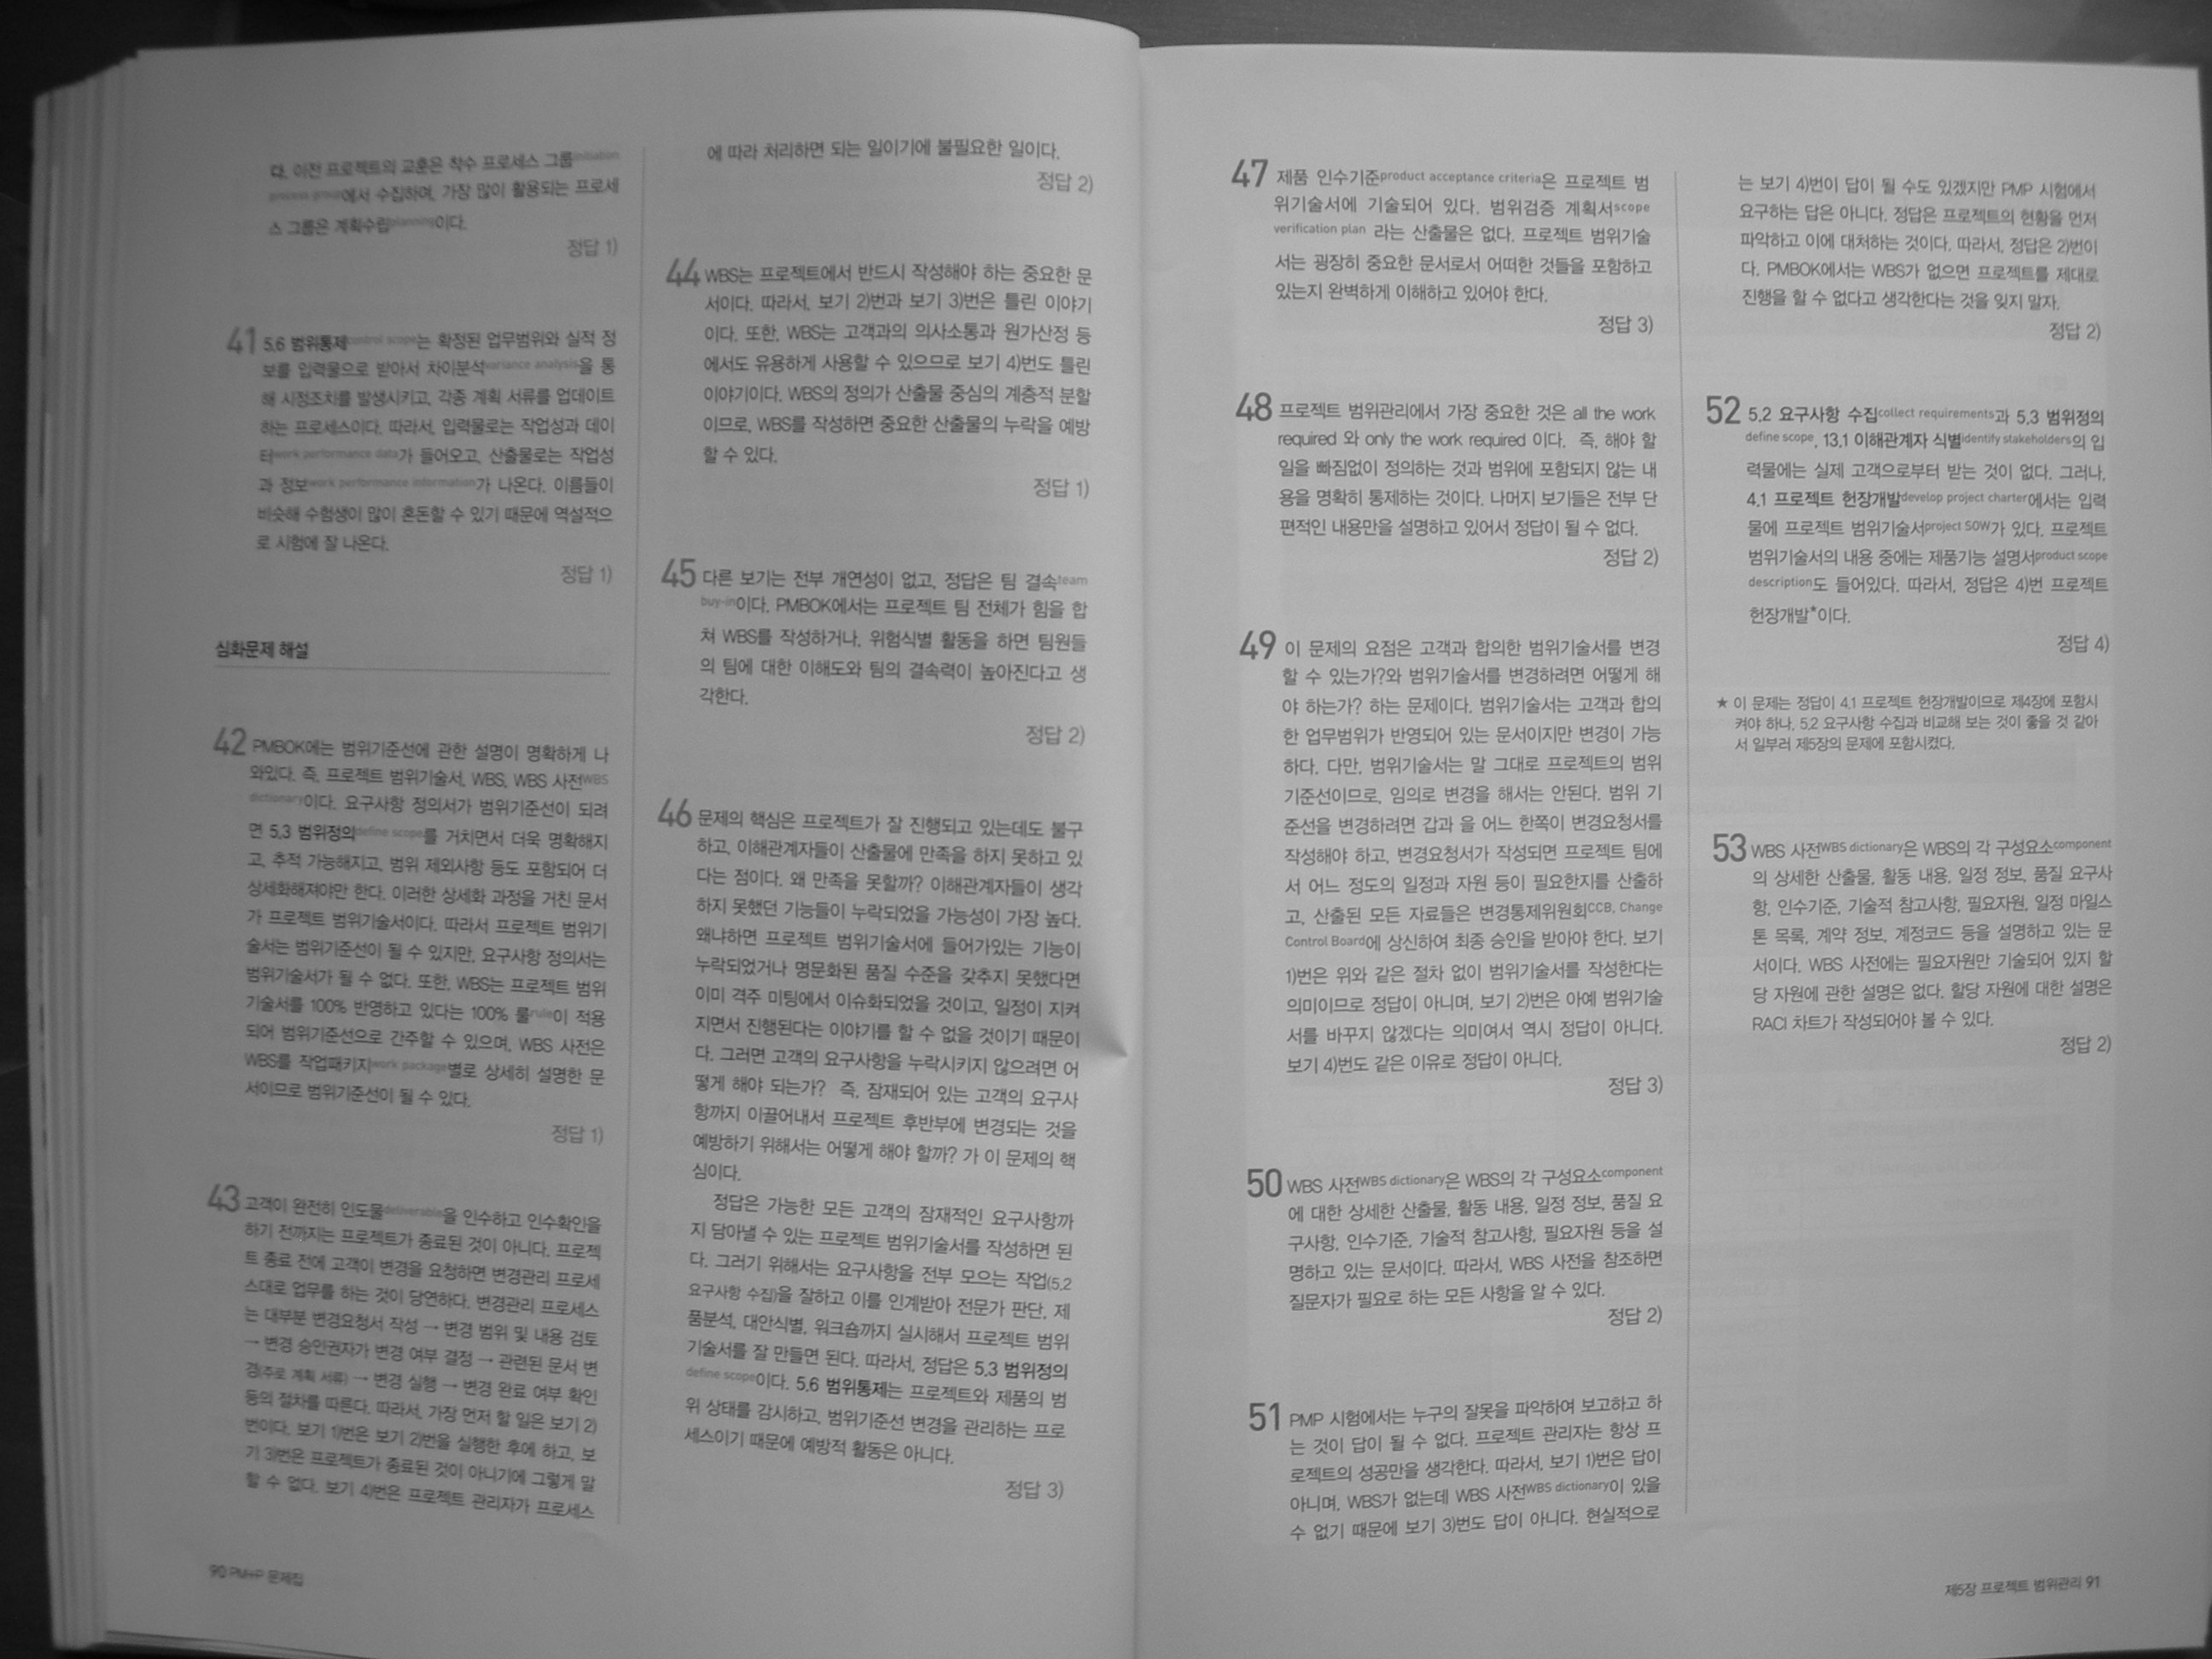 다. 이전 프로젝트의 교훈은 착수 프로세스 그룹initiation
process group에서 수집하며, 가장 많이 활용되는 프로세
스 그룹은 계획수립planning이다.
정답 1)
41 5.6 범위통제control scope는 확정된 업무범위와 실적 정
보를 입력물으로 받아서 차이분석variance analysis을 통
해 시정조치를 발생시키고, 각종 계획 서류를 업데이트
하는 프로세스이다. 따라서, 입력물로는 작업성과 데이
터work performance data가 들어오고, 산출물로는 작업성
과 정보work performance information가 나온다. 이름들이
비슷해 수험생이 많이 혼돈할 수 있기 때문에 역설적으
로 시험에 잘 나온다.
정답 1)
심화문제 해설
42 PMBOK에는 범위기준선에 관한 설명이 명확하게 나
와있다. 즉, 프로젝트 범위기술서, WBS, WBS 사전WBS
dictionary이다. 요구사항 정의서가 범위기준선이 되려
면 5.3 범위정의define scope를 거치면서 더욱 명확해지
고, 추적 가능해지고, 범위 제외사항 등도 포함되어 더
상세화해져야만 한다. 이러한 상세화 과정을 거친 문서
가 프로젝트 범위기술서이다. 따라서 프로젝트 범위기
술서는 범위기준선이 될 수 있지만, 요구사항 정의서는
범위기술서가 될 수 없다. 또한, WBS는 프로젝트 범위
기술서를 100% 반영하고 있다는 100% 룰rule이 적용
되어 범위기준선으로 간주할 수 있으며, WBS 사전은
WBS를 작업패키지work package별로 상세히 설명한 문
서이므로 범위기준선이 될 수 있다.
정답 1)
43 고객이 완전히 인도물deliverable을 인수하고 인수확인을
하기 전까지는 프로젝트가 종료된 것이 아니다. 프로젝
트 종료 전에 고객이 변경을 요청하면 변경관리 프로세
스대로 업무를 하는 것이 당연하다. 변경관리 프로세스
는 대부분 변경요청서 작성 → 변경 범위 및 내용 검토
→ 변경 승인권자가 변경 여부 결정 → 관련된 문서 변
경(주로 계획 서류) → 변경 실행 → 변경 완료 여부 확인
등의 절차를 따른다. 따라서, 가장 먼저 할 일은 보기 2)
번이다. 보기 1)번은 보기 2)번을 실행한 후에 하고, 보
기 3)번은 프로젝트가 종료된 것이 아니기에 그렇게 말
할 수 없다. 보기 4)번은 프로젝트 관리자가 프로세스
에 따라 처리하면 되는 일이기에 불필요한 일이다.
정답 2)
44 WBS는 프로젝트에서 반드시 작성해야 하는 중요한 문
서이다. 따라서, 보기 2)번과 보기 3)번은 틀린 이야기
이다. 또한, WBS는 고객과의 의사소통과 원가산정 등
에서도 유용하게 사용할 수 있으므로 보기 4)번도 틀린
이야기이다. WBS의 정의가 산출물 중심의 계층적 분할
이므로, WBS를 작성하면 중요한 산출물의 누락을 예방
할 수 있다.
정답 1)
45 다른 보기는 전부 개연성이 없고, 정답은 팀 결속team
buy-in이다. PMBOK에서는 프로젝트 팀 전체가 힘을 합
쳐 WBS를 작성하거나, 위험식별 활동을 하면 팀원들
의 팀에 대한 이해도와 팀의 결속력이 높아진다고 생
각한다.
정답 2)
46 문제의 핵심은 프로젝트가 잘 진행되고 있는데도 불구
하고, 이해관계자들이 산출물에 만족을 하지 못하고 있
다는 점이다. 왜 만족을 못할까? 이해관계자들이 생각
하지 못했던 기능들이 누락되었을 가능성이 가장 높다.
왜냐하면 프로젝트 범위기술서에 들어가있는 기능이
누락되었거나 명문화된 품질 수준을 갖추지 못했다면
이미 격주 미팅에서 이슈화되었을 것이고, 일정이 지켜
지면서 진행된다는 이야기를 할 수 없을 것이기 때문이
다. 그러면 고객의 요구사항을 누락시키지 않으려면 어
떻게 해야 되는가? 즉, 잠재되어 있는 고객의 요구사
항까지 이끌어내서 프로젝트 후반부에 변경되는 것을
예방하기 위해서는 어떻게 해야 할까? 가 이 문제의 핵
심이다.
정답은 가능한 모든 고객의 잠재적인 요구사항까
지 담아낼 수 있는 프로젝트 범위기술서를 작성하면 된
다. 그러기 위해서는 요구사항을 전부 모으는 작업(5.2
요구사항 수집)을 잘하고 이를 인계받아 전문가 판단, 제
품분석, 대안식별, 워크숍까지 실시해서 프로젝트 범위
기술서를 잘 만들면 된다. 따라서, 정답은 5.3 범위정의
define scope이다. 5.6 범위통제는 프로젝트와 제품의 범
위 상태를 감시하고, 범위기준선 변경을 관리하는 프로
세스이기 때문에 예방적 활동은 아니다.
정답 3)
90 PM+P 문제집
47 제품 인수기준product acceptance criteria은 프로젝트 범
위기술서에 기술되어 있다. 범위검증 계획서scope
verification plan 라는 산출물은 없다. 프로젝트 범위기술
서는 굉장히 중요한 문서로서 어떠한 것들을 포함하고
있는지 완벽하게 이해하고 있어야 한다.
정답 3)
48 프로젝트 범위관리에서 가장 중요한 것은 all the work
required 와 only the work required 이다. 즉, 해야 할
일을 빠짐없이 정의하는 것과 범위에 포함되지 않는 내
용을 명확히 통제하는 것이다. 나머지 보기들은 전부 단
편적인 내용만을 설명하고 있어서 정답이 될 수 없다.
정답 2)
49 이 문제의 요점은 고객과 합의한 범위기술서를 변경
할 수 있는가?와 범위기술서를 변경하려면 어떻게 해
야 하는가? 하는 문제이다. 범위기술서는 고객과 합의
한 업무범위가 반영되어 있는 문서이지만 변경이 가능
하다. 다만, 범위기술서는 말 그대로 프로젝트의 범위
기준선이므로, 임의로 변경을 해서는 안된다. 범위 기
준선을 변경하려면 갑과 을 어느 한쪽이 변경요청서를
작성해야 하고, 변경요청서가 작성되면 프로젝트 팀에
서 어느 정도의 일정과 자원 등이 필요한지를 산출하
고, 산출된 모든 자료들은 변경통제위원회CCB, Change
Control Board에 상신하여 최종 승인을 받아야 한다. 보기
1)번은 위와 같은 절차 없이 범위기술서를 작성한다는
의미이므로 정답이 아니며, 보기 2)번은 아예 범위기술
서를 바꾸지 않겠다는 의미여서 역시 정답이 아니다.
보기 4)번도 같은 이유로 정답이 아니다.
정답 3)
50 WBS 사전WBS dictionary은 WBS의 각 구성요소component
에 대한 상세한 산출물, 활동 내용, 일정 정보, 품질 요
구사항, 인수기준, 기술적 참고사항, 필요자원 등을 설
명하고 있는 문서이다. 따라서, WBS 사전을 참조하면
질문자가 필요로 하는 모든 사항을 알 수 있다.
정답 2)
51 PMP 시험에서는 누구의 잘못을 파악하여 보고하고 하
는 것이 답이 될 수 없다. 프로젝트 관리자는 항상 프
로젝트의 성공만을 생각한다. 따라서, 보기 1)번은 답이
아니며, WBS가 없는데 WBS 사전WBS dictionary이 있을
수 없기 때문에 보기 3)번도 답이 아니다. 현실적으로
는 보기 4)번이 답이 될 수도 있겠지만 PMP 시험에서
요구하는 답은 아니다. 정답은 프로젝트의 현황을 먼저
파악하고 이에 대처하는 것이다. 따라서, 정답은 2)번이
다. PMBOK에서는 WBS가 없으면 프로젝트를 제대로
진행을 할 수 없다고 생각한다는 것을 잊지 말자.
정답 2)
52 5.2 요구사항 수집collect requirements과 5.3 범위정의
define scope, 13.1 이해관계자 식별identify stakeholders의 입
력물에는 실제 고객으로부터 받는 것이 없다. 그러나,
4.1 프로젝트 헌장개발develop project charter에서는 입력
물에 프로젝트 범위기술서project SOW가 있다. 프로젝트
범위기술서의 내용 중에는 제품기능 설명서product scope
description도 들어있다. 따라서, 정답은 4)번 프로젝트
헌장개발*이다.
정답 4)
★ 이 문제는 정답이 4.1 프로젝트 헌장개발이므로 제4장에 포함시
켜야 하나, 5.2 요구사항 수집과 비교해 보는 것이 좋을 것 같아
서 일부러 제5장의 문제에 포함시켰다.
53 WBS 사전WBS dictionary은 WBS의 각 구성요소component
의 상세한 산출물, 활동 내용, 일정 정보, 품질 요구사
항, 인수기준, 기술적 참고사항, 필요자원, 일정 마일스
톤 목록, 계약 정보, 계정코드 등을 설명하고 있는 문
서이다. WBS 사전에는 필요자원만 기술되어 있지 할
당 자원에 관한 설명은 없다. 할당 자원에 대한 설명은
RACI 차트가 작성되어야 볼 수 있다.
정답 2)
제5장 프로젝트 범위관리 91